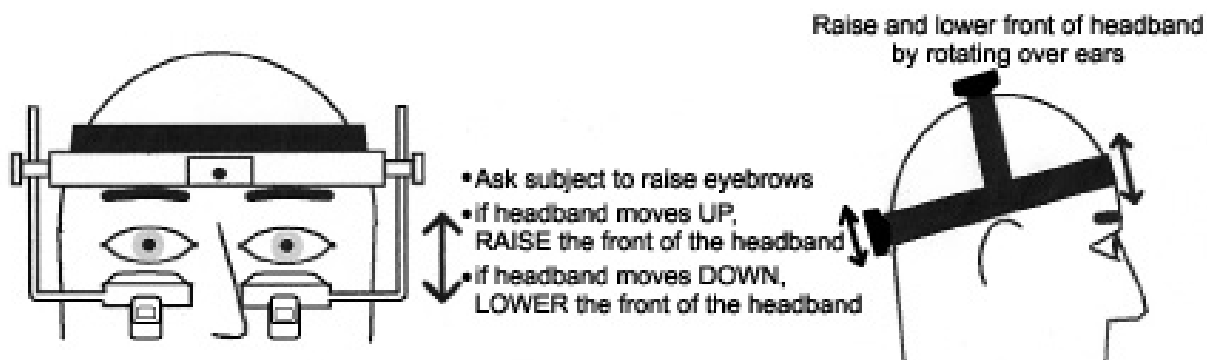 Raise and lower front of headband
by rotating over ears
•Ask subject to raise eyebrows
•if headband moves UP,
RAISE the front of the headband
•if headband moves DOWN,
LOWER the front of the headband